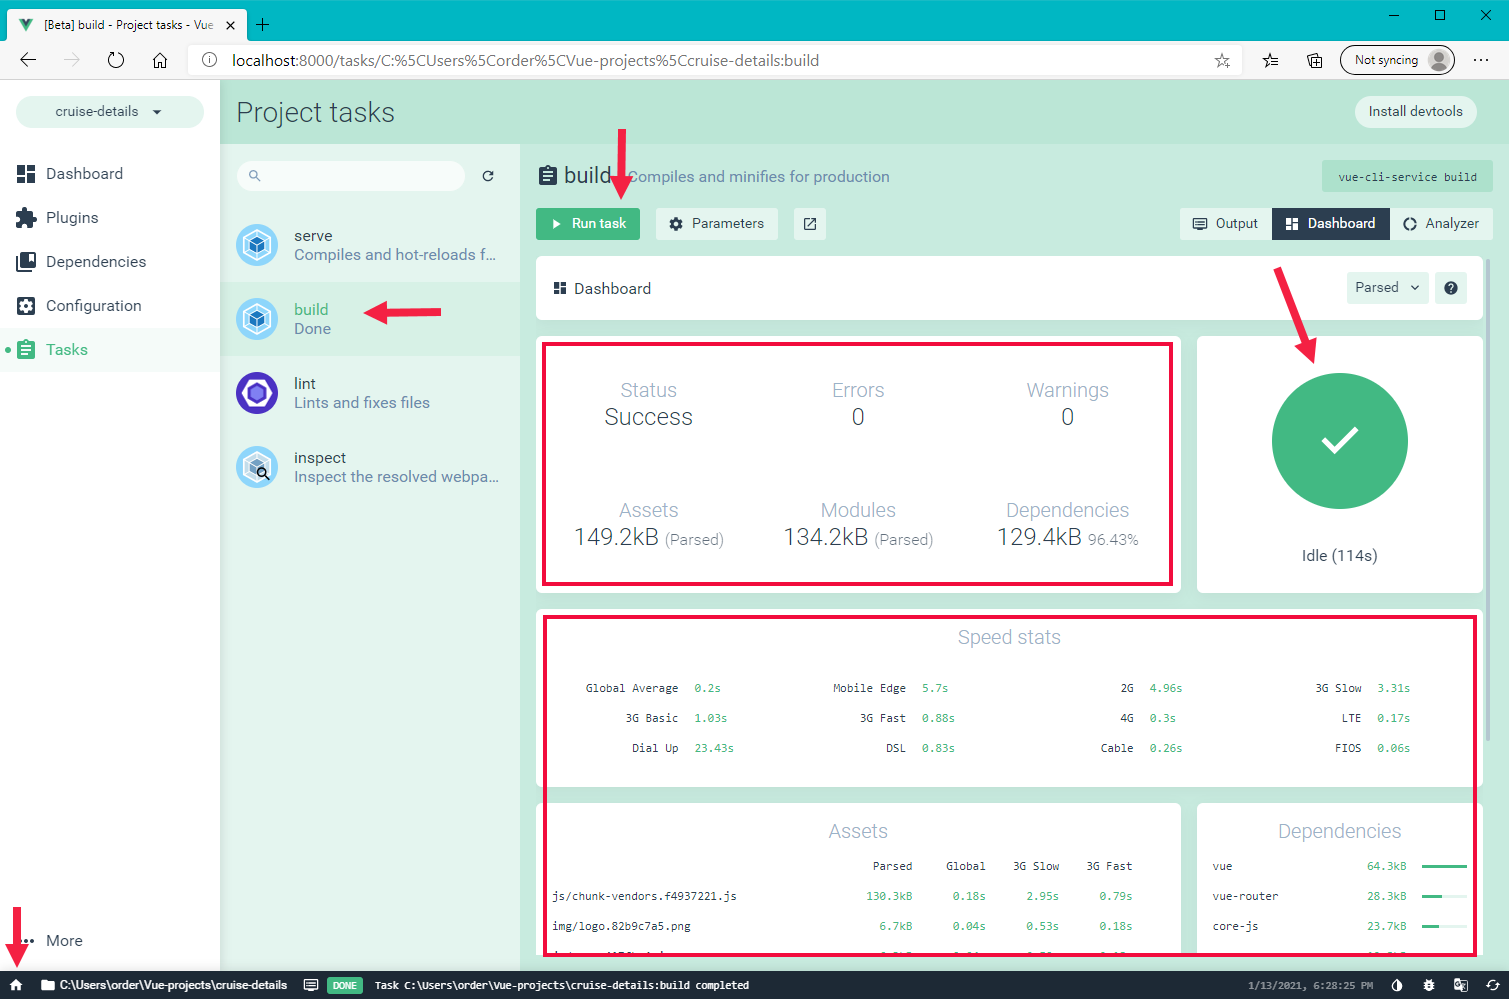 [Beta] build - Project tasks - Vue
localhost:8000/tasks/C:%5CUsers%5Corder%5CVue-projects%5Ccruise-details:build
Not syncing
cruise-details
Project tasks
Install devtools
Dashboard
Plugins
Dependencies
Configuration
Tasks
More
serve
Compiles and hot-reloads f...
build
Done
lint
Lints and fixes files
inspect
Inspect the resolved webpa...
build Compiles and minifies for production
vue-cli-service build
Run task
Parameters
Output
Dashboard
Analyzer
Dashboard
Parsed
Status
Success
Errors
0
Warnings
0
Assets
149.2kB (Parsed)
Modules
134.2kB (Parsed)
Dependencies
129.4kB 96.43%
Idle (114s)
Speed stats
Global Average 0.2s Mobile Edge 5.7s 2G 4.96s 3G Slow 3.31s
3G Basic 1.03s 3G Fast 0.88s 4G 0.3s LTE 0.17s
Dial Up 23.43s DSL 0.83s Cable 0.26s FIOS 0.06s
Assets
Parsed Global 3G Slow 3G Fast
js/chunk-vendors.f4937221.js 130.3kB 0.18s 2.95s 0.79s
img/logo.82b9c7a5.png 6.7kB 0.04s 0.53s 0.18s
Dependencies
vue 64.3kB
vue-router 28.3kB
core-js 23.7kB
C:\Users\order\Vue-projects\cruise-details
DONE
Task C:\Users\order\Vue-projects\cruise-details:build completed
1/13/2021, 6:28:25 PM